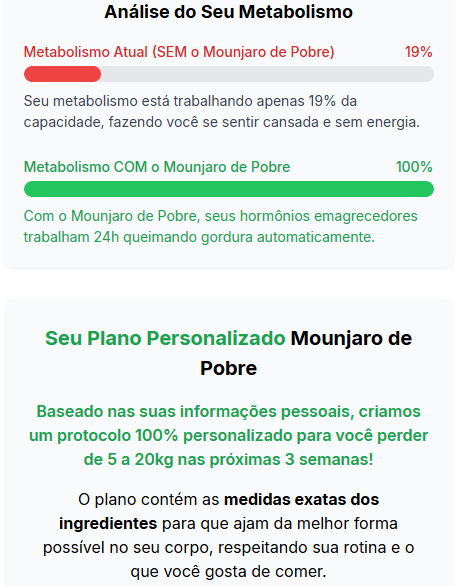 Análise do Seu Metabolismo
Metabolismo Atual (SEM o Mounjaro de Pobre) 19%
Seu metabolismo está trabalhando apenas 19% da
capacidade, fazendo você se sentir cansada e sem energia.
Metabolismo COM o Mounjaro de Pobre 100%
Com o Mounjaro de Pobre, seus hormônios emagrecedores
trabalham 24h queimando gordura automaticamente.
Seu Plano Personalizado Mounjaro de
Pobre
Baseado nas suas informações pessoais, criamos
um protocolo 100% personalizado para você perder
de 5 a 20kg nas próximas 3 semanas!
O plano contém as medidas exatas dos
ingredientes para que ajam da melhor forma
possível no seu corpo, respeitando sua rotina e o
que você gosta de comer.